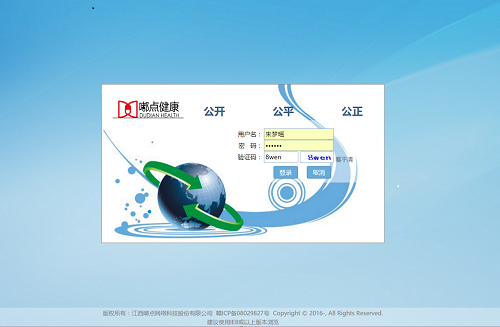 嘟点健康
DUDIAN HEALTH
公开 公平 公正
用户名： 朱梦瑶
密 码： ••••••
验证码： 8wen 8wen 看不清
登录 取消
版权所有：江西嘟点网络科技股份有限公司 赣ICP备08029827号 Copyright © 2016-, All Rights Reserved.
建议使用IE8或以上版本浏览